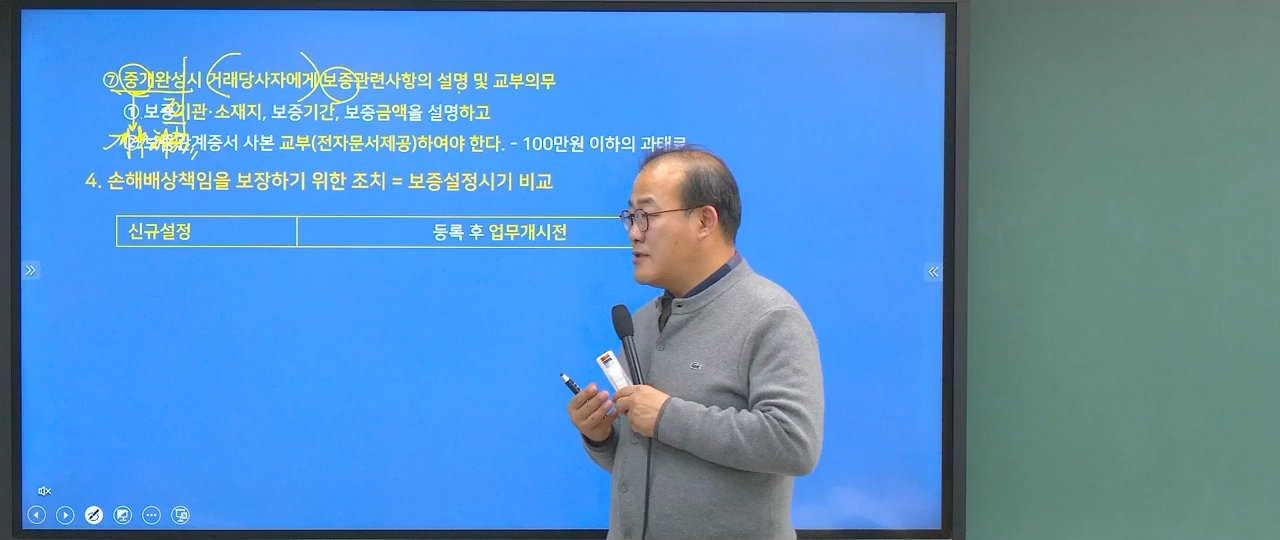 ⑦ 중개완성시 거래당사자에게 보증관련사항의 설명 및 교부의무
① 보증기관·소재지, 보증기간, 보증금액을 설명하고
② 보증관계증서 사본 교부(전자문서제공)하여야 한다. - 100만원 이하의 과태료
4. 손해배상책임을 보장하기 위한 조치 = 보증설정시기 비교
신규설정 등록 후 업무개시전